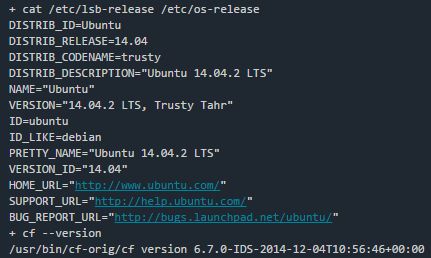 + cat /etc/lsb-release /etc/os-release
DISTRIB_ID=Ubuntu
DISTRIB_RELEASE=14.04
DISTRIB_CODENAME=trusty
DISTRIB_DESCRIPTION="Ubuntu 14.04.2 LTS"
NAME="Ubuntu"
VERSION="14.04.2 LTS, Trusty Tahr"
ID=ubuntu
ID_LIKE=debian
PRETTY_NAME="Ubuntu 14.04.2 LTS"
VERSION_ID="14.04"
HOME_URL="http://www.ubuntu.com/"
SUPPORT_URL="http://help.ubuntu.com/"
BUG_REPORT_URL="http://bugs.launchpad.net/ubuntu/"
+ cf --version
/usr/bin/cf-orig/cf version 6.7.0-IDS-2014-12-04T10:56:46+00:00